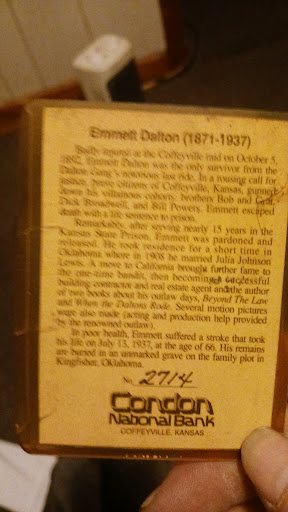 Emmett Dalton (1871-1937)
Badly injured at the Coffeyville raid on October 5,
1892, Emmett Dalton was the only survivor from the
Dalton Gang's notorious last ride. In a rousing call for
justice, brave citizens of Coffeyville, Kansas, gunned
down his villainous cohorts, brothers Bob and Grat,
Dick Broadwell, and Bill Powers. Emmett escaped
death with a life sentence to prison.
Remarkably, after serving nearly 15 years in the
Kansas State Prison, Emmett was pardoned and
released. He took residence for a short time in
Oklahoma where in 1908 he married Julia Johnson
Lewis. A move to California brought further fame to
the one-time bandit, then becoming a successful
building contractor and real estate agent and the author
of two books about his outlaw days, Beyond The Law
and When the Daltons Rode. Several motion pictures
were also made (acting and production help provided
by the renowned outlaw).
In poor health, Emmett suffered a stroke that took
his life on July 13, 1937, at the age of 66. His remains
are buried in an unmarked grave on the family plot in
Kingfisher, Oklahoma.
No. 2714
Condon
National Bank
COFFEYVILLE, KANSAS